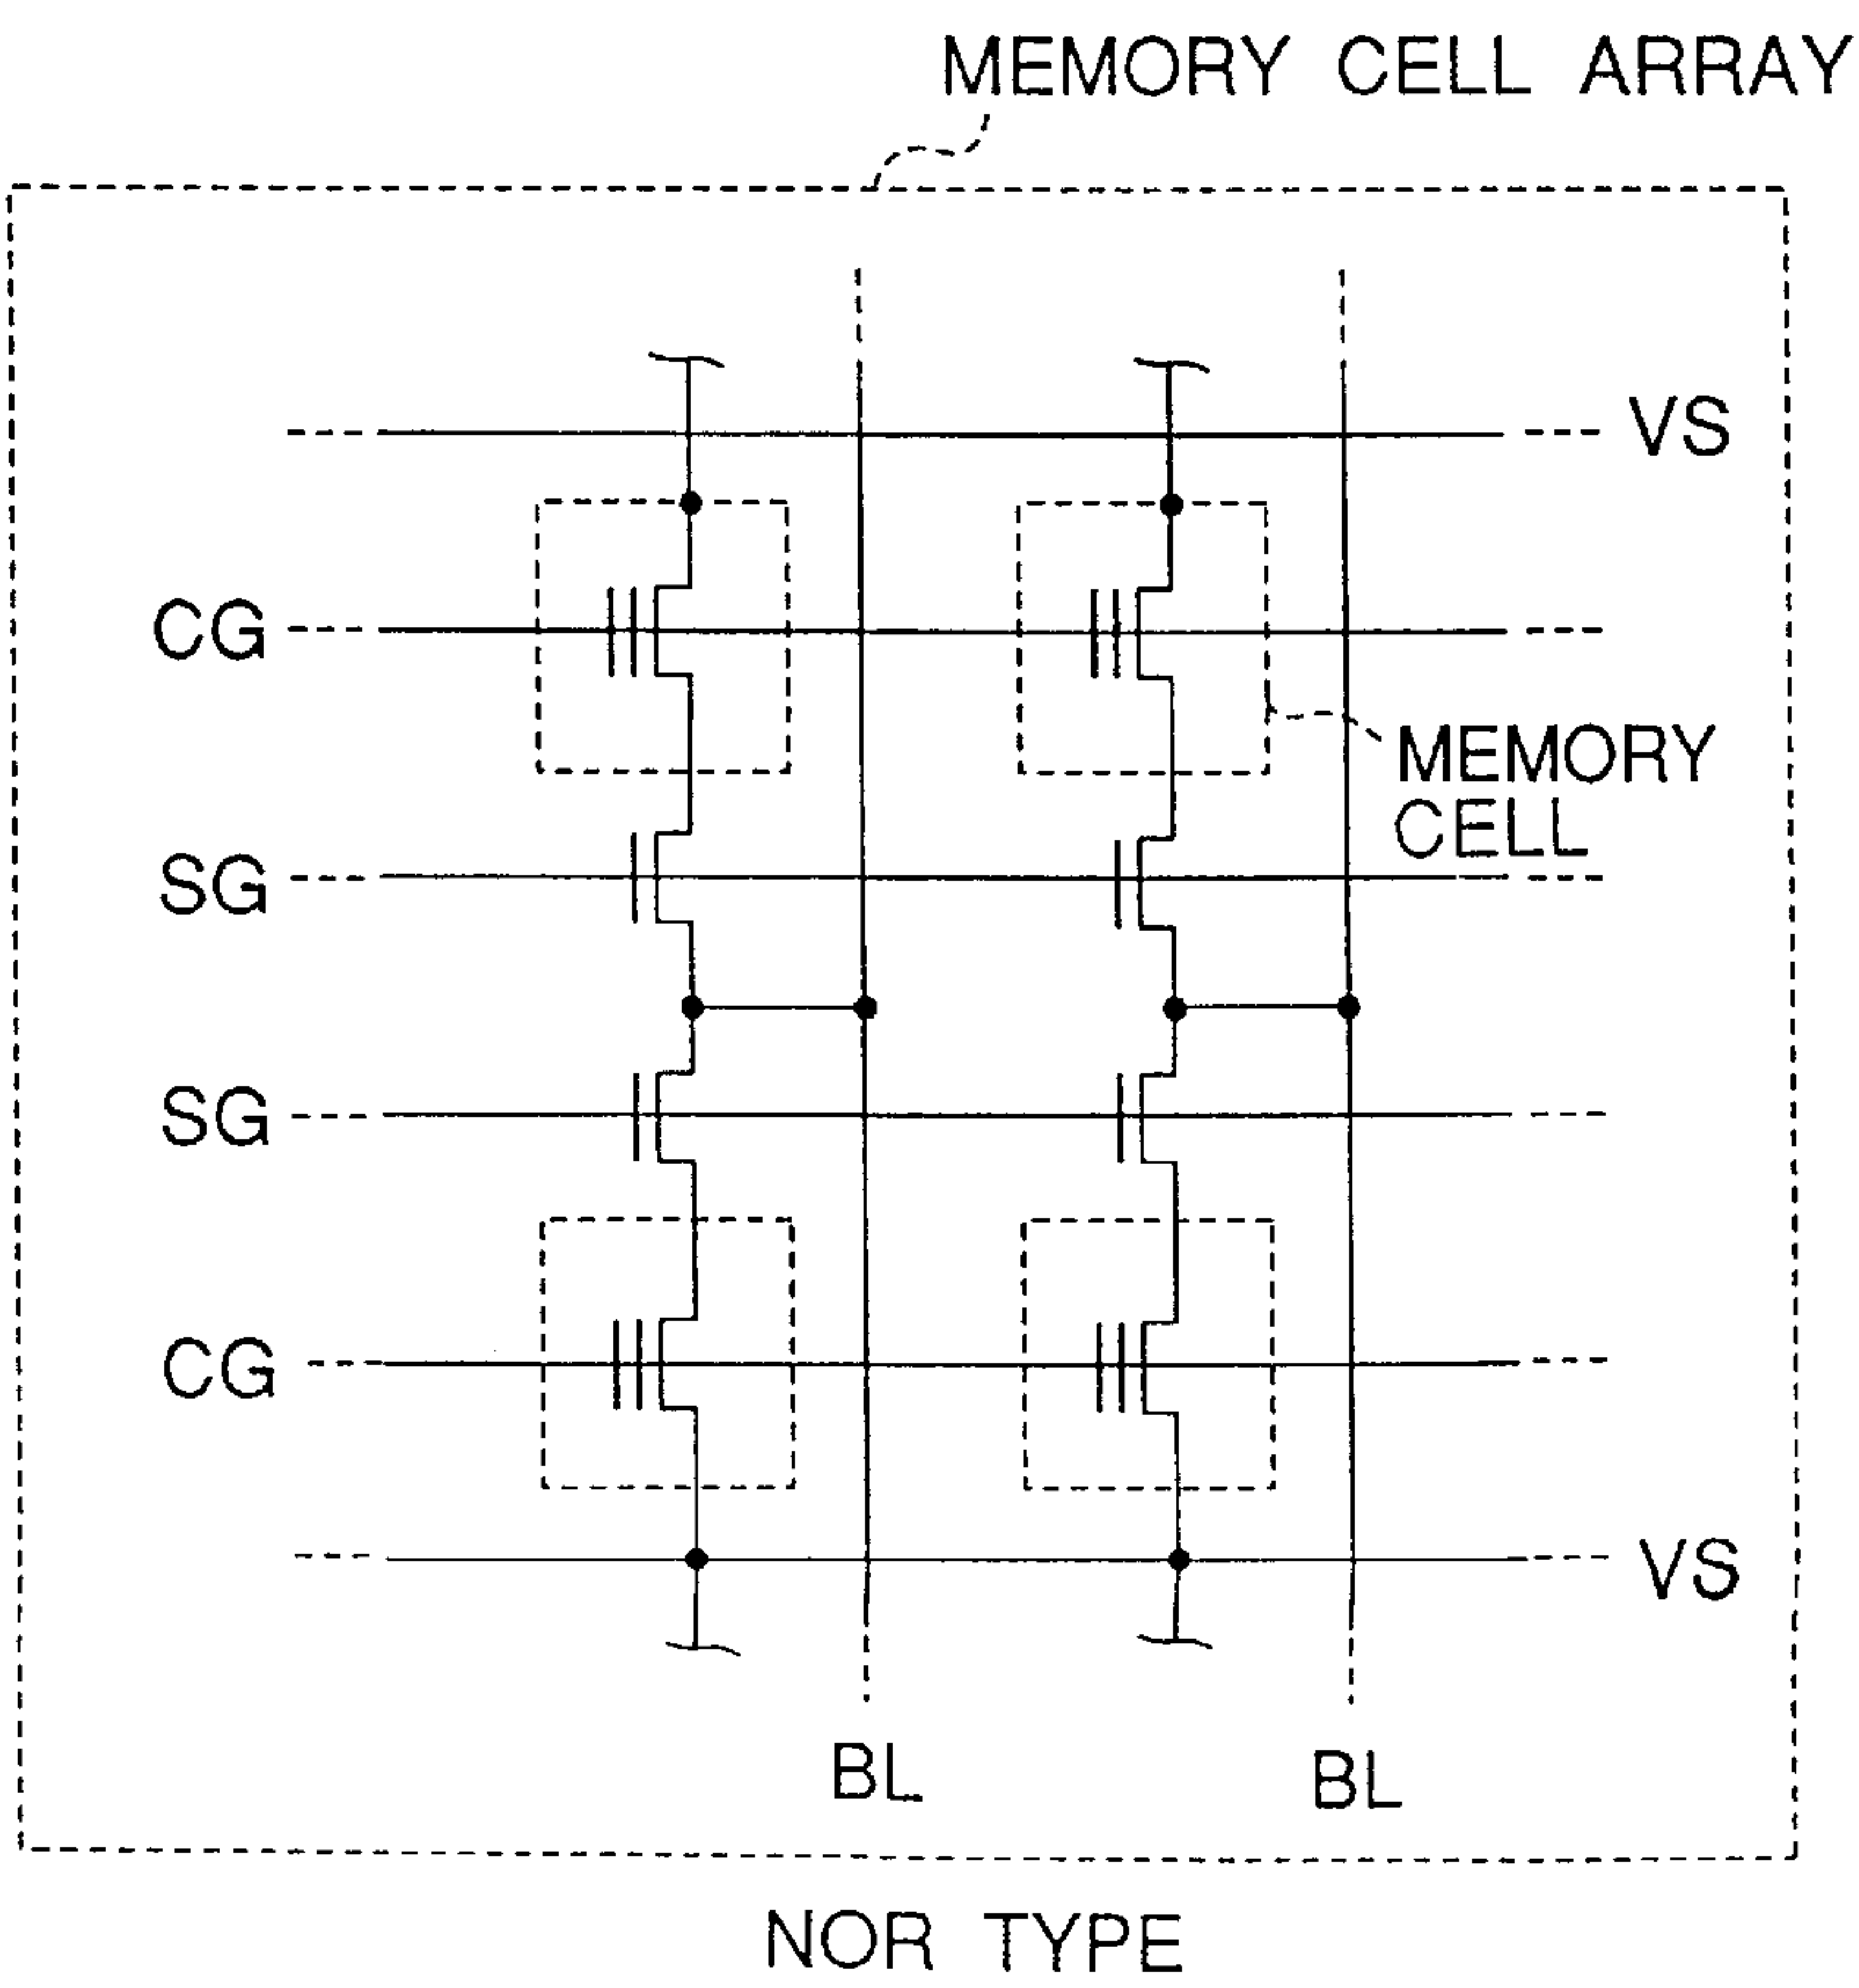 MEMORY CELL ARRAY
VS
CG
MEMORY
CELL
SG
SG
CG
VS
BL
BL
NOR TYPE